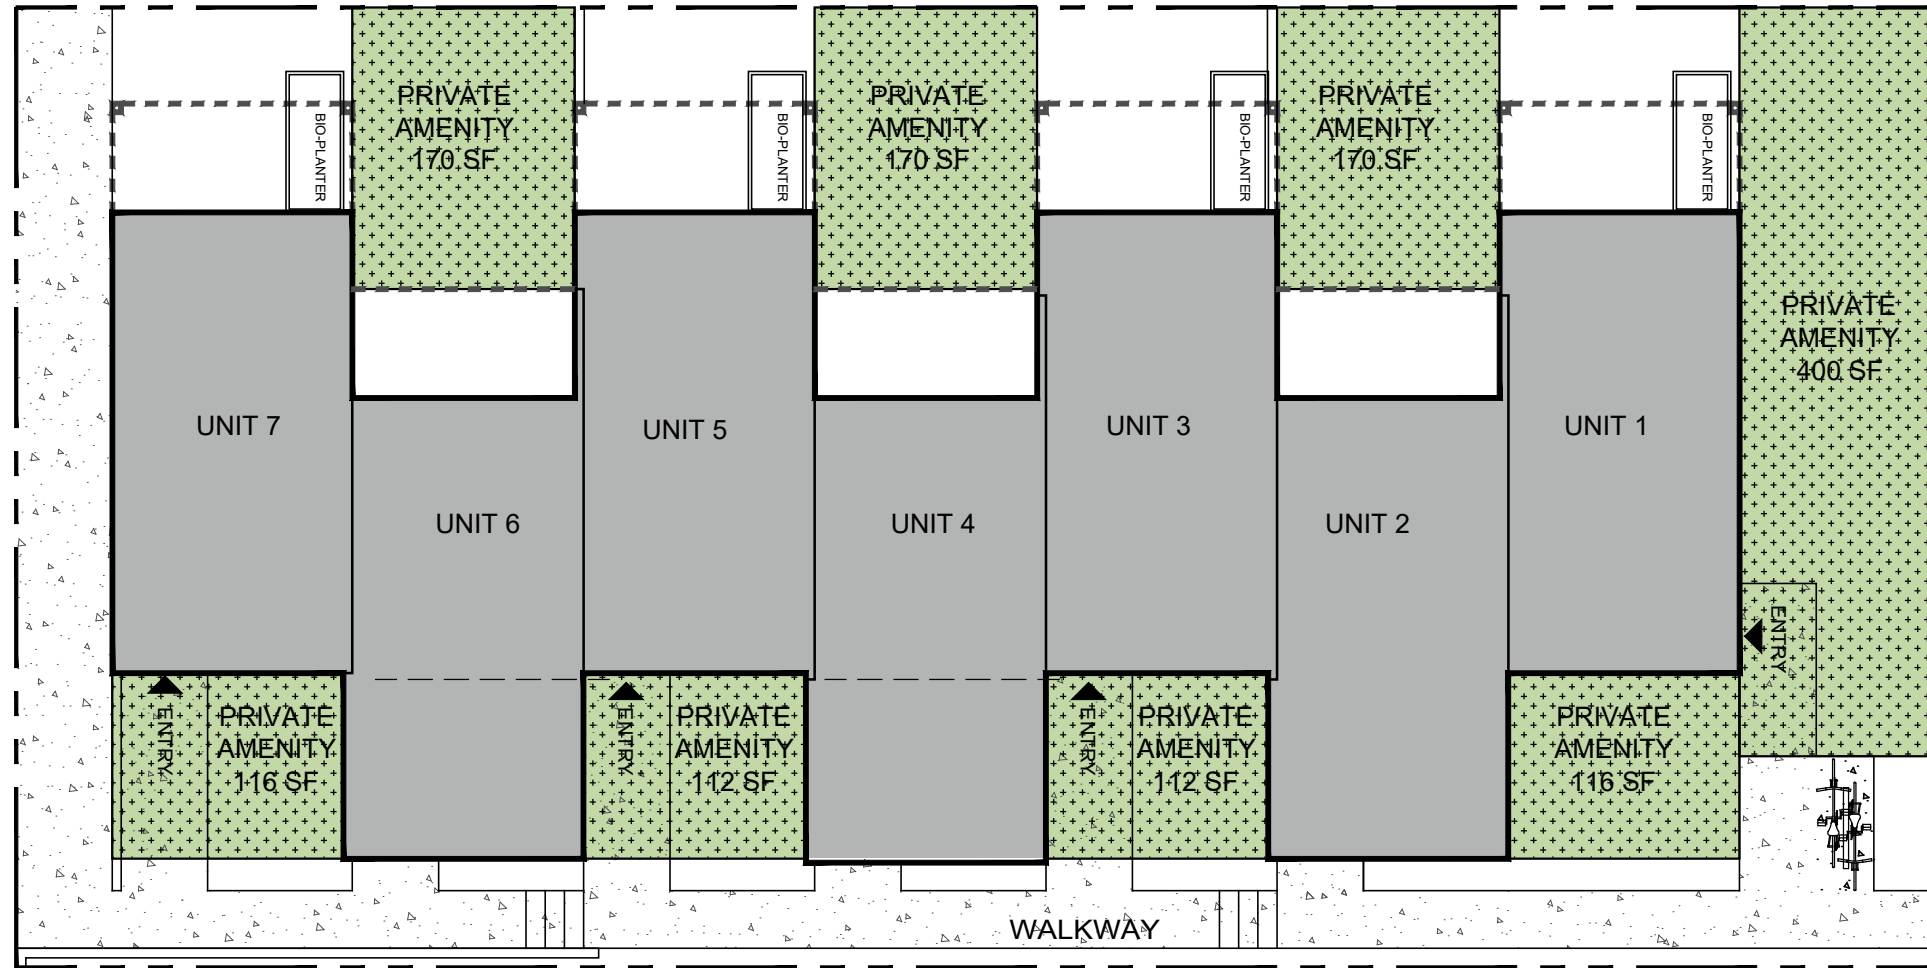 PRIVATE
AMENITY
170 SF
PRIVATE
AMENITY
170 SF
PRIVATE
AMENITY
170 SF
BIO-PLANTER
BIO-PLANTER
BIO-PLANTER
BIO-PLANTER
PRIVATE
AMENITY
400 SF
UNIT 7
UNIT 6
UNIT 5
UNIT 4
UNIT 3
UNIT 2
UNIT 1
ENTRY
ENTRY
PRIVATE
AMENITY
116 SF
ENTRY
PRIVATE
AMENITY
112 SF
ENTRY
PRIVATE
AMENITY
112 SF
PRIVATE
AMENITY
116 SF
WALKWAY